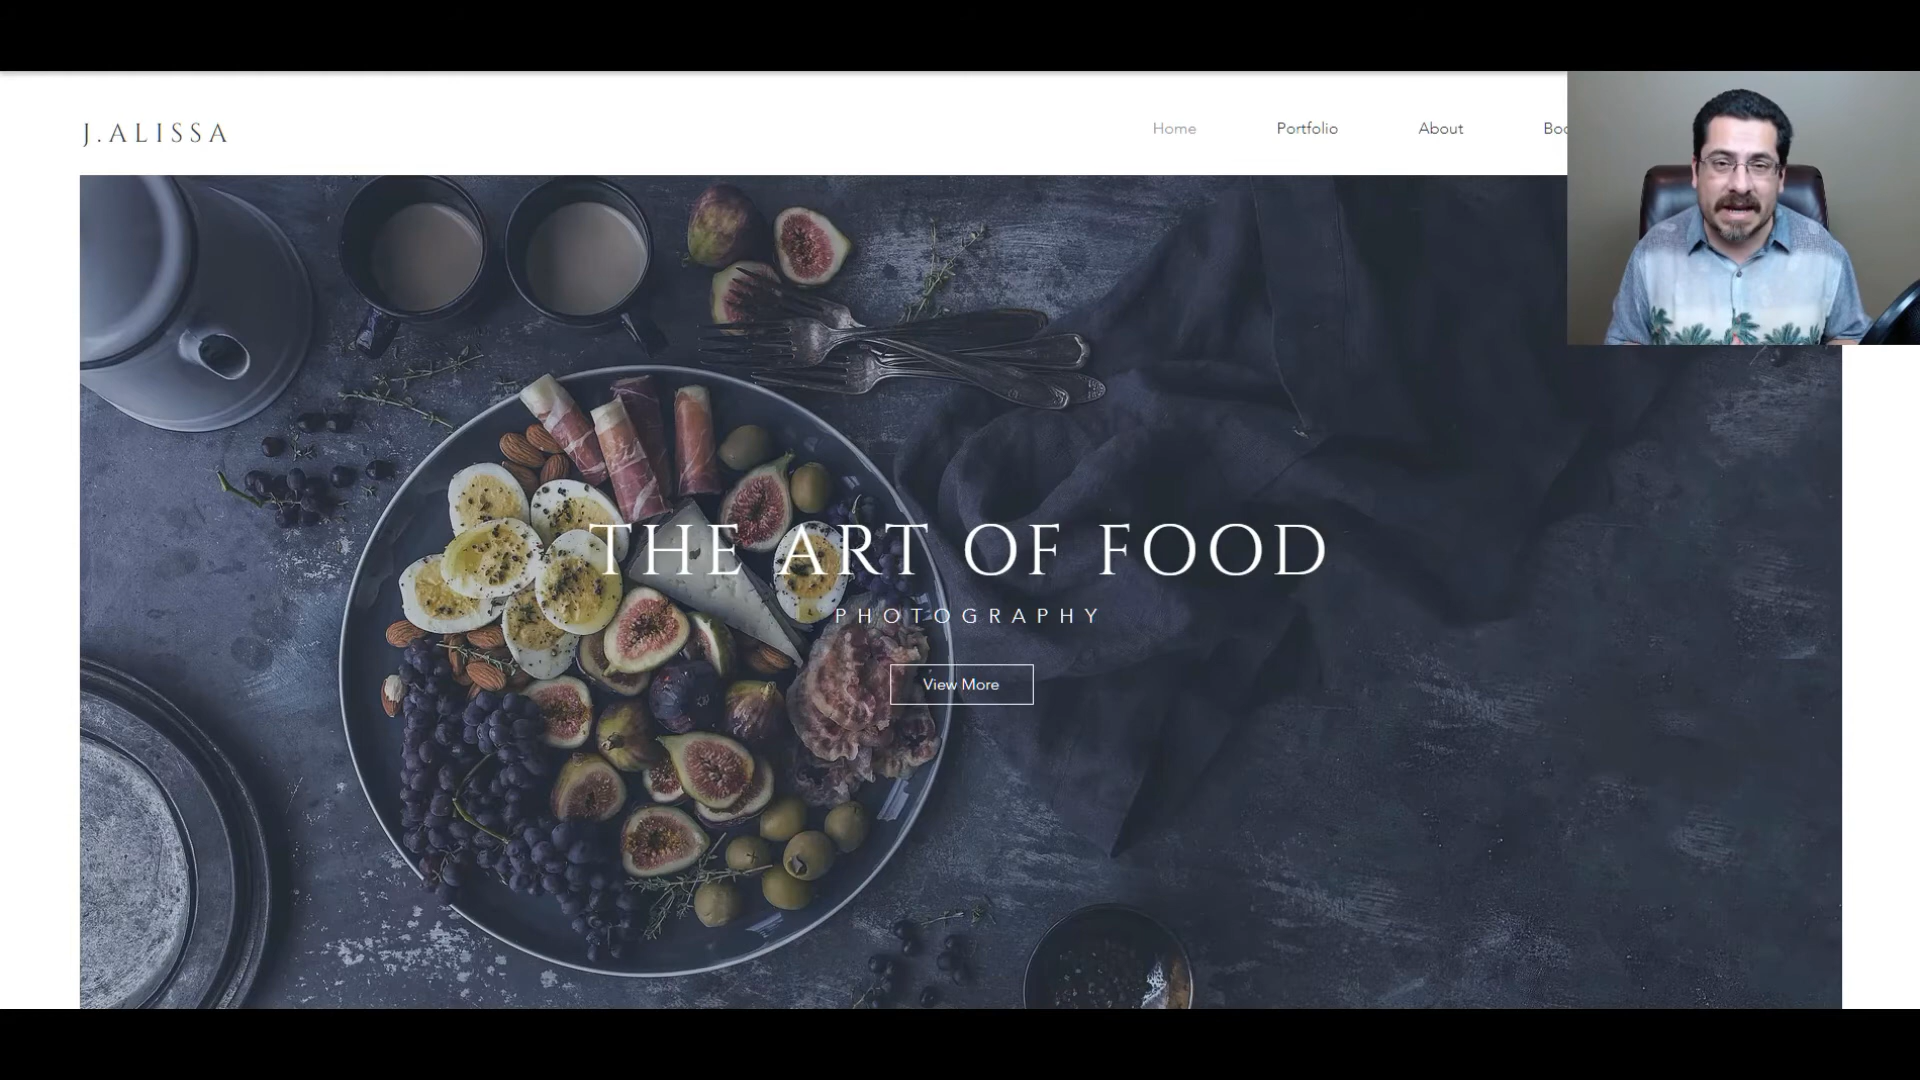 J.ALISSA
Home Portfolio About
THE ART OF FOOD
PHOTOGRAPHY
View More